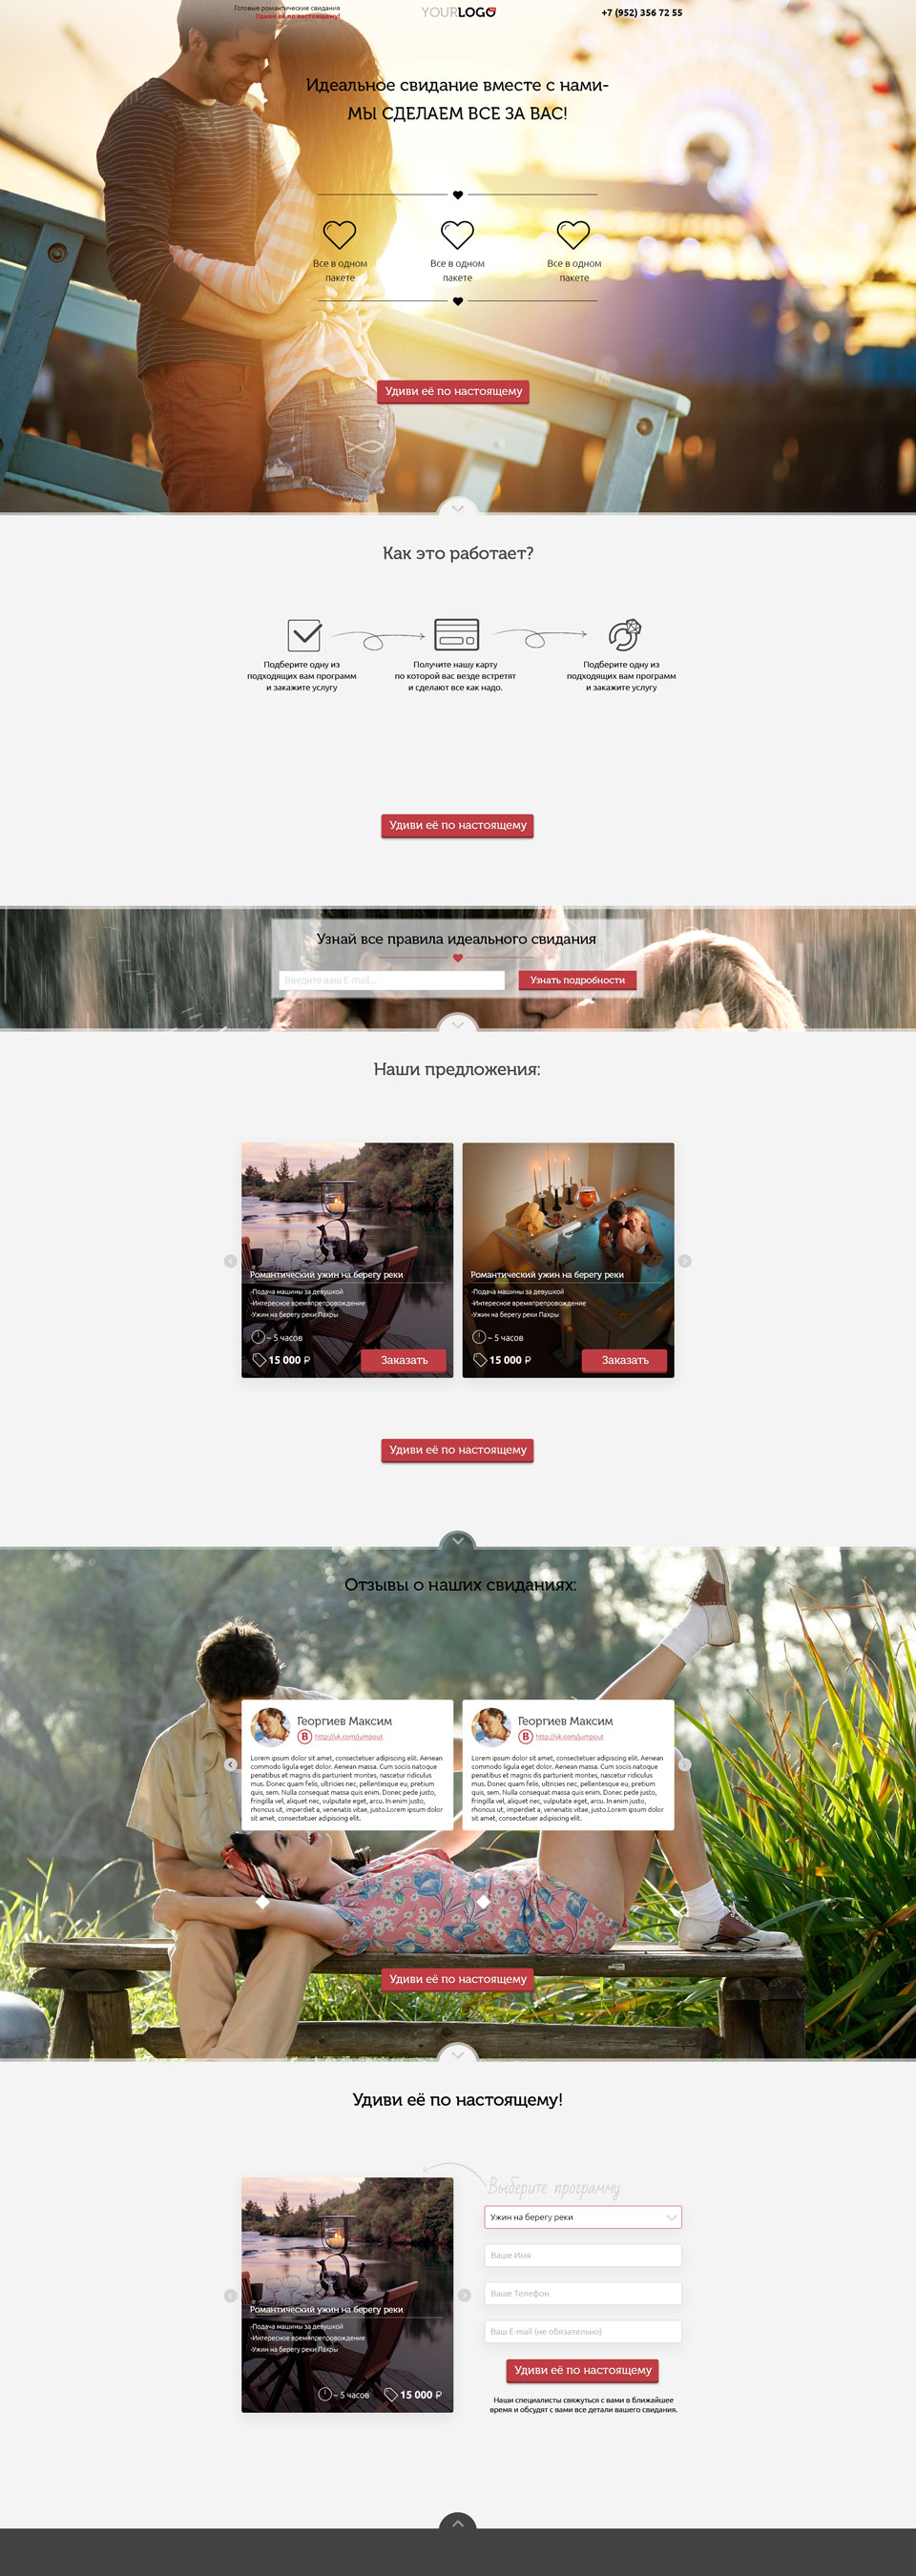 Готовые романтические свидания
Удиви её по настоящему!
YOURLOGO
+7 (952) 356 72 55
Идеальное свидание вместе с нами-
МЫ СДЕЛАЕМ ВСЕ ЗА ВАС!
Все в одном
пакете
Все в одном
пакете
Все в одном
пакете
Удиви её по настоящему
Как это работает?
Подберите одну из
подходящих вам программ
и закажите услугу
Получите нашу карту
по которой вас везде встретят
и сделают все как надо.
Подберите одну из
подходящих вам программ
и закажите услугу
Удиви её по настоящему
Узнай все правила идеального свидания
Введите ваш E-mail...
Узнать подробности
Наши предложения:
Романтический ужин на берегу реки
-Подача машины за девушкой
-Интересное времяпрепровождение
-Ужин на берегу реки Пахры
~ 5 часов
15 000 ₽
Заказать
Романтический ужин на берегу реки
-Подача машины за девушкой
-Интересное времяпрепровождение
-Ужин на берегу реки Пахры
~ 5 часов
15 000 ₽
Заказать
Удиви её по настоящему
Отзывы о наших свиданиях:
Георгиев Максим
В http://vk.com/jumpout
Lorem ipsum dolor sit amet, consectetuer adipiscing elit. Aenean
commodo ligula eget dolor. Aenean massa. Cum sociis natoque
penatibus et magnis dis parturient montes, nascetur ridiculus
mus. Donec quam felis, ultricies nec, pellentesque eu, pretium
quis, sem. Nulla consequat massa quis enim. Donec pede justo,
fringilla vel, aliquet nec, vulputate eget, arcu. In enim justo,
rhoncus ut, imperdiet a, venenatis vitae, justo.Lorem ipsum dolor
sit amet, consectetuer adipiscing elit.
Георгиев Максим
В http://vk.com/jumpout
Lorem ipsum dolor sit amet, consectetuer adipiscing elit. Aenean
commodo ligula eget dolor. Aenean massa. Cum sociis natoque
penatibus et magnis dis parturient montes, nascetur ridiculus
mus. Donec quam felis, ultricies nec, pellentesque eu, pretium
quis, sem. Nulla consequat massa quis enim. Donec pede justo,
fringilla vel, aliquet nec, vulputate eget, arcu. In enim justo,
rhoncus ut, imperdiet a, venenatis vitae, justo.Lorem ipsum dolor
sit amet, consectetuer adipiscing elit.
Удиви её по настоящему
Удиви её по настоящему!
Выберите программу
Ужин на берегу реки
Ваше Имя
Ваше Телефон
Ваш E-mail (не обязательно)
Романтический ужин на берегу реки
-Подача машины за девушкой
-Интересное времяпрепровождение
-Ужин на берегу реки Пахры
~ 5 часов
15 000 ₽
Удиви её по настоящему
Наши специалисты свяжуться с вами в ближайшее
время и обсудят с вами все детали вашего свидания.